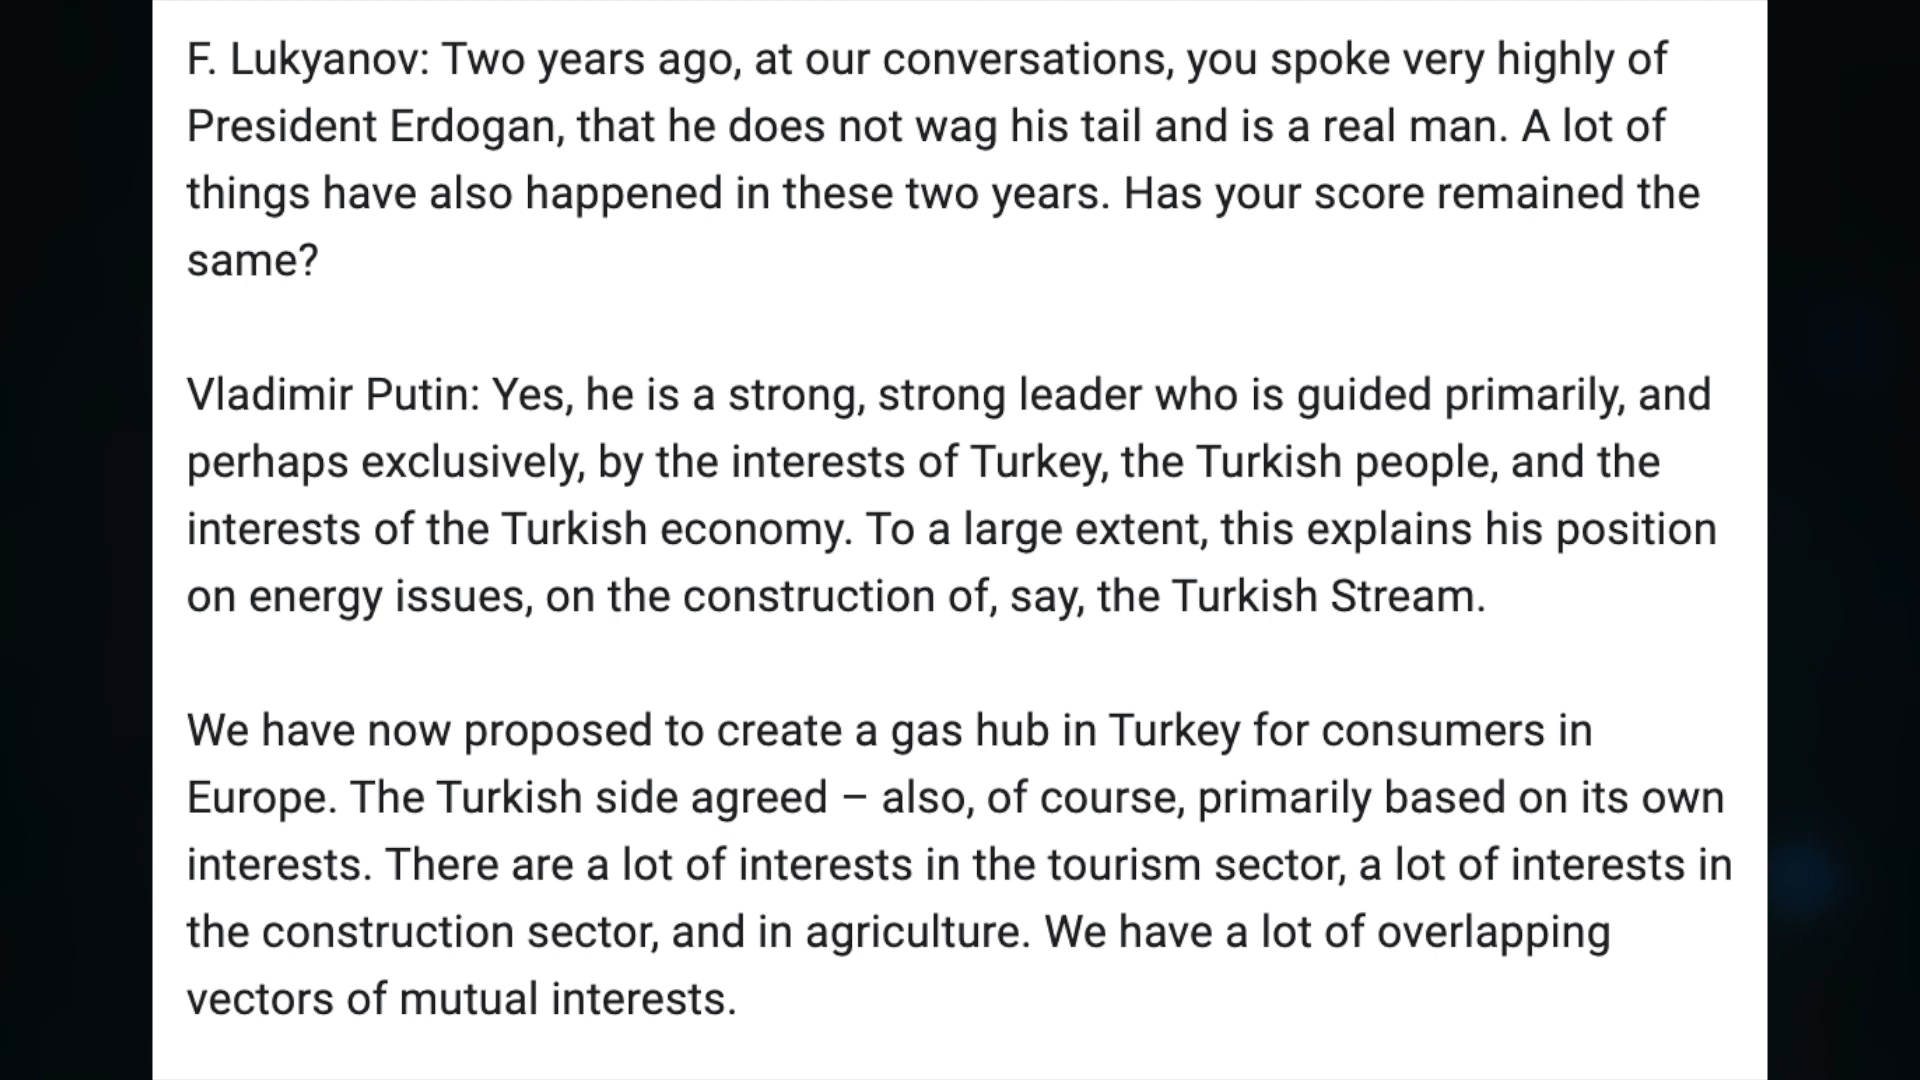 F. Lukyanov: Two years ago, at our conversations, you spoke very highly of
President Erdogan, that he does not wag his tail and is a real man. A lot of
things have also happened in these two years. Has your score remained the
same?
Vladimir Putin: Yes, he is a strong, strong leader who is guided primarily, and
perhaps exclusively, by the interests of Turkey, the Turkish people, and the
interests of the Turkish economy. To a large extent, this explains his position
on energy issues, on the construction of, say, the Turkish Stream.
We have now proposed to create a gas hub in Turkey for consumers in
Europe. The Turkish side agreed – also, of course, primarily based on its own
interests. There are a lot of interests in the tourism sector, a lot of interests in
the construction sector, and in agriculture. We have a lot of overlapping
vectors of mutual interests.